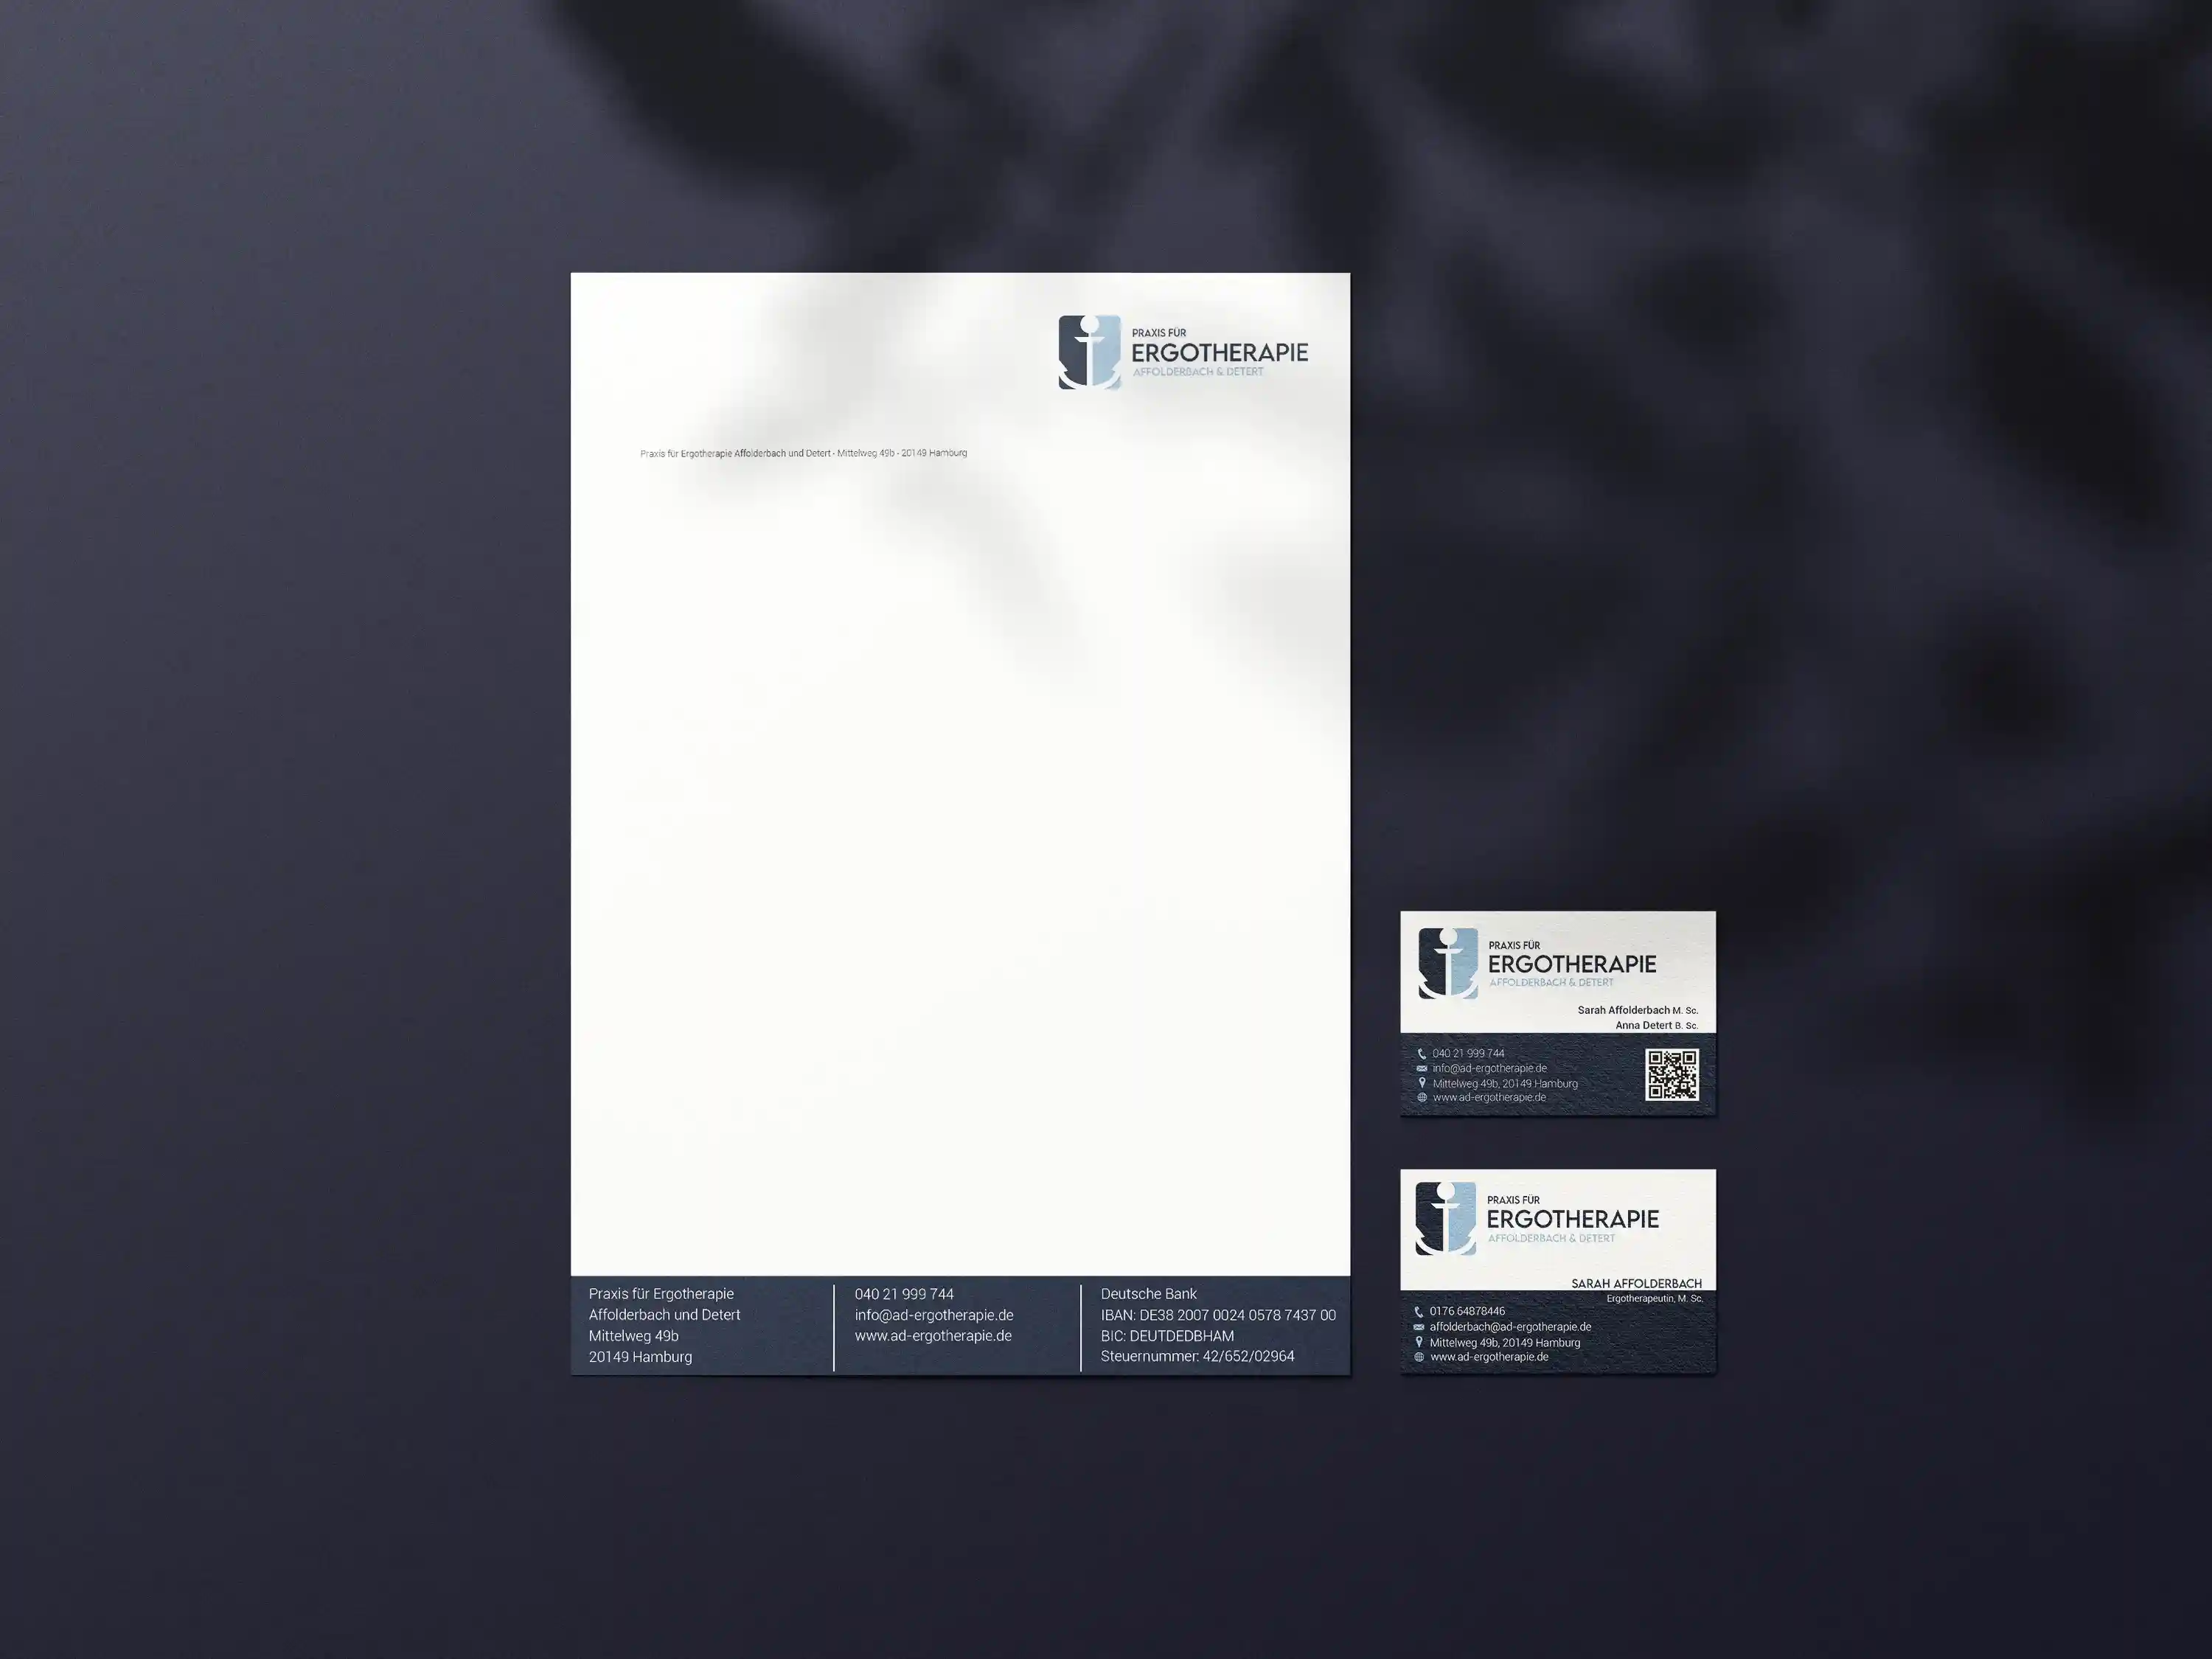 PRAXIS FÜR
ERGOTHERAPIE
AFFOLDERBACH & DETERT
Praxis für Ergotherapie Affolderbach und Detert · Mittelweg 49b - 20149 Hamburg
Praxis für Ergotherapie
Affolderbach und Detert
Mittelweg 49b
20149 Hamburg
040 21 999 744
info@ad-ergotherapie.de
www.ad-ergotherapie.de
Deutsche Bank
IBAN: DE38 2007 0024 0578 7437 00
BIC: DEUTDEDBHAM
Steuernummer: 42/652/02964
PRAXIS FÜR
ERGOTHERAPIE
AFFOLDERBACH & DETERT
Sarah Affolderbach M. Sc.
Anna Detert B. Sc.
040 21 999 744
info@ad-ergotherapie.de
Mittelweg 49b, 20149 Hamburg
www.ad-ergotherapie.de
PRAXIS FÜR
ERGOTHERAPIE
AFFOLDERBACH & DETERT
SARAH AFFOLDERBACH
Ergotherapeutin, M. Sc.
0176 64878446
affolderbach@ad-ergotherapie.de
Mittelweg 49b, 20149 Hamburg
www.ad-ergotherapie.de